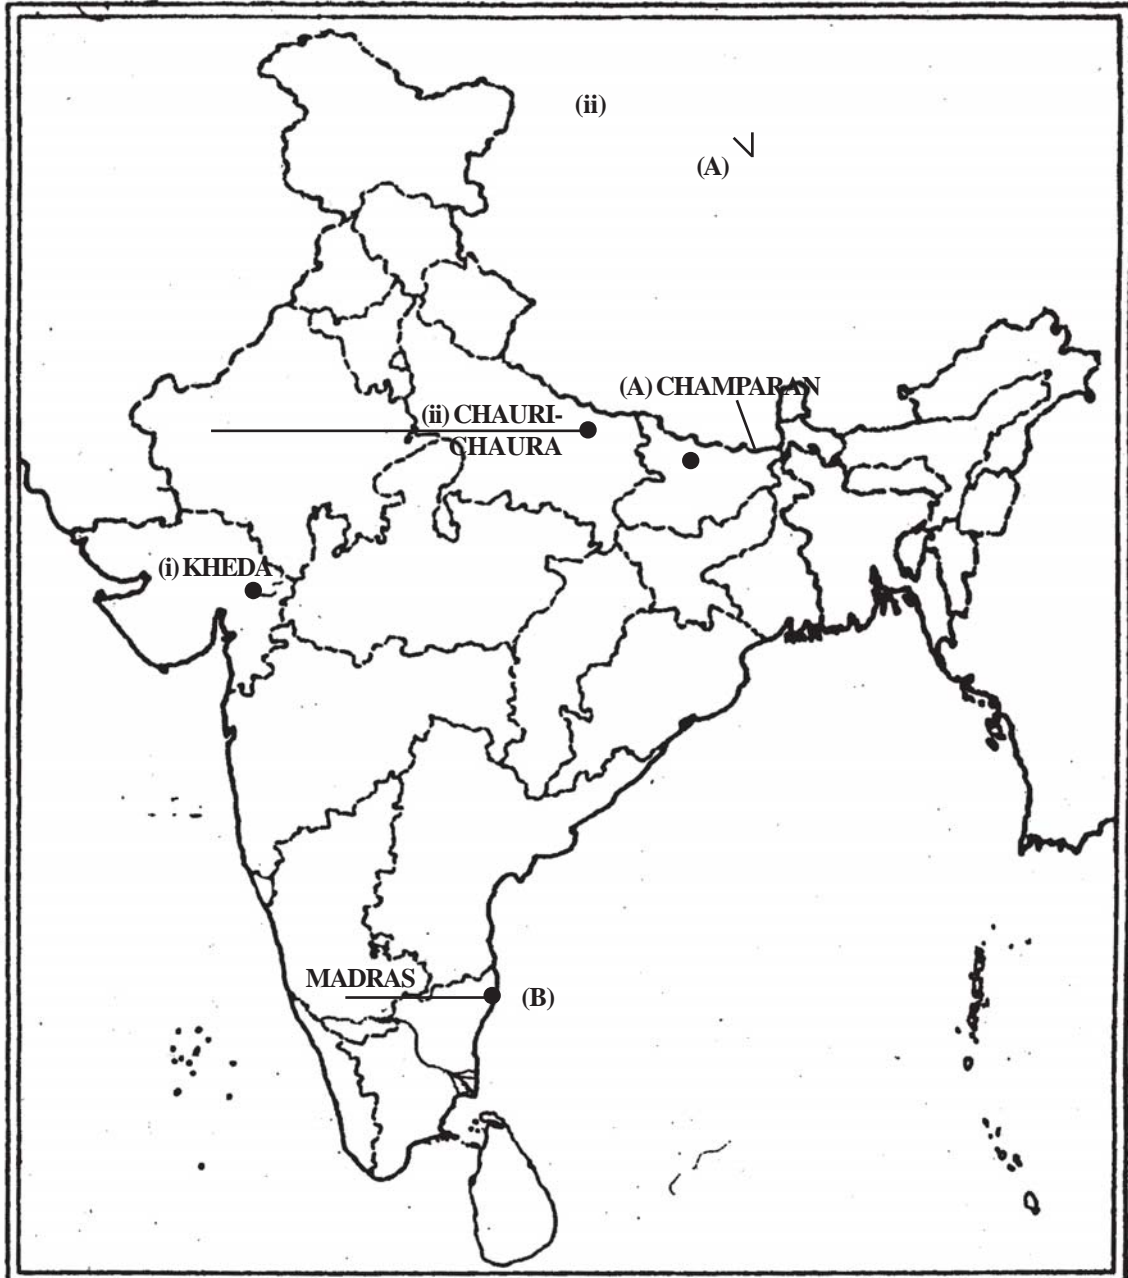 (ii)
(A)
(A) CHAMPARAN
(ii) CHAURI-
CHAURA
(i) KHEDA
MADRAS
(B)